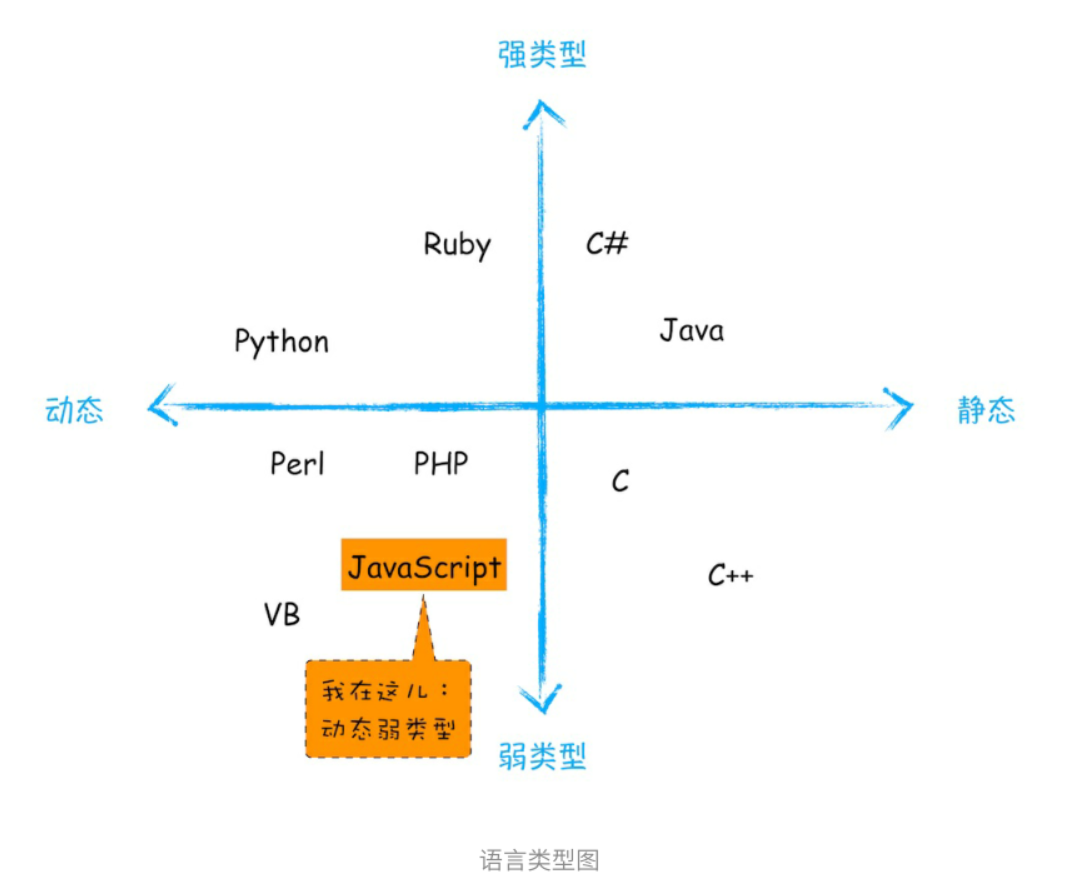 强类型
Ruby
C#
Python
Java
动态
静态
Perl
PHP
C
JavaScript
C++
VB
我在这儿：
动态弱类型
弱类型
语言类型图